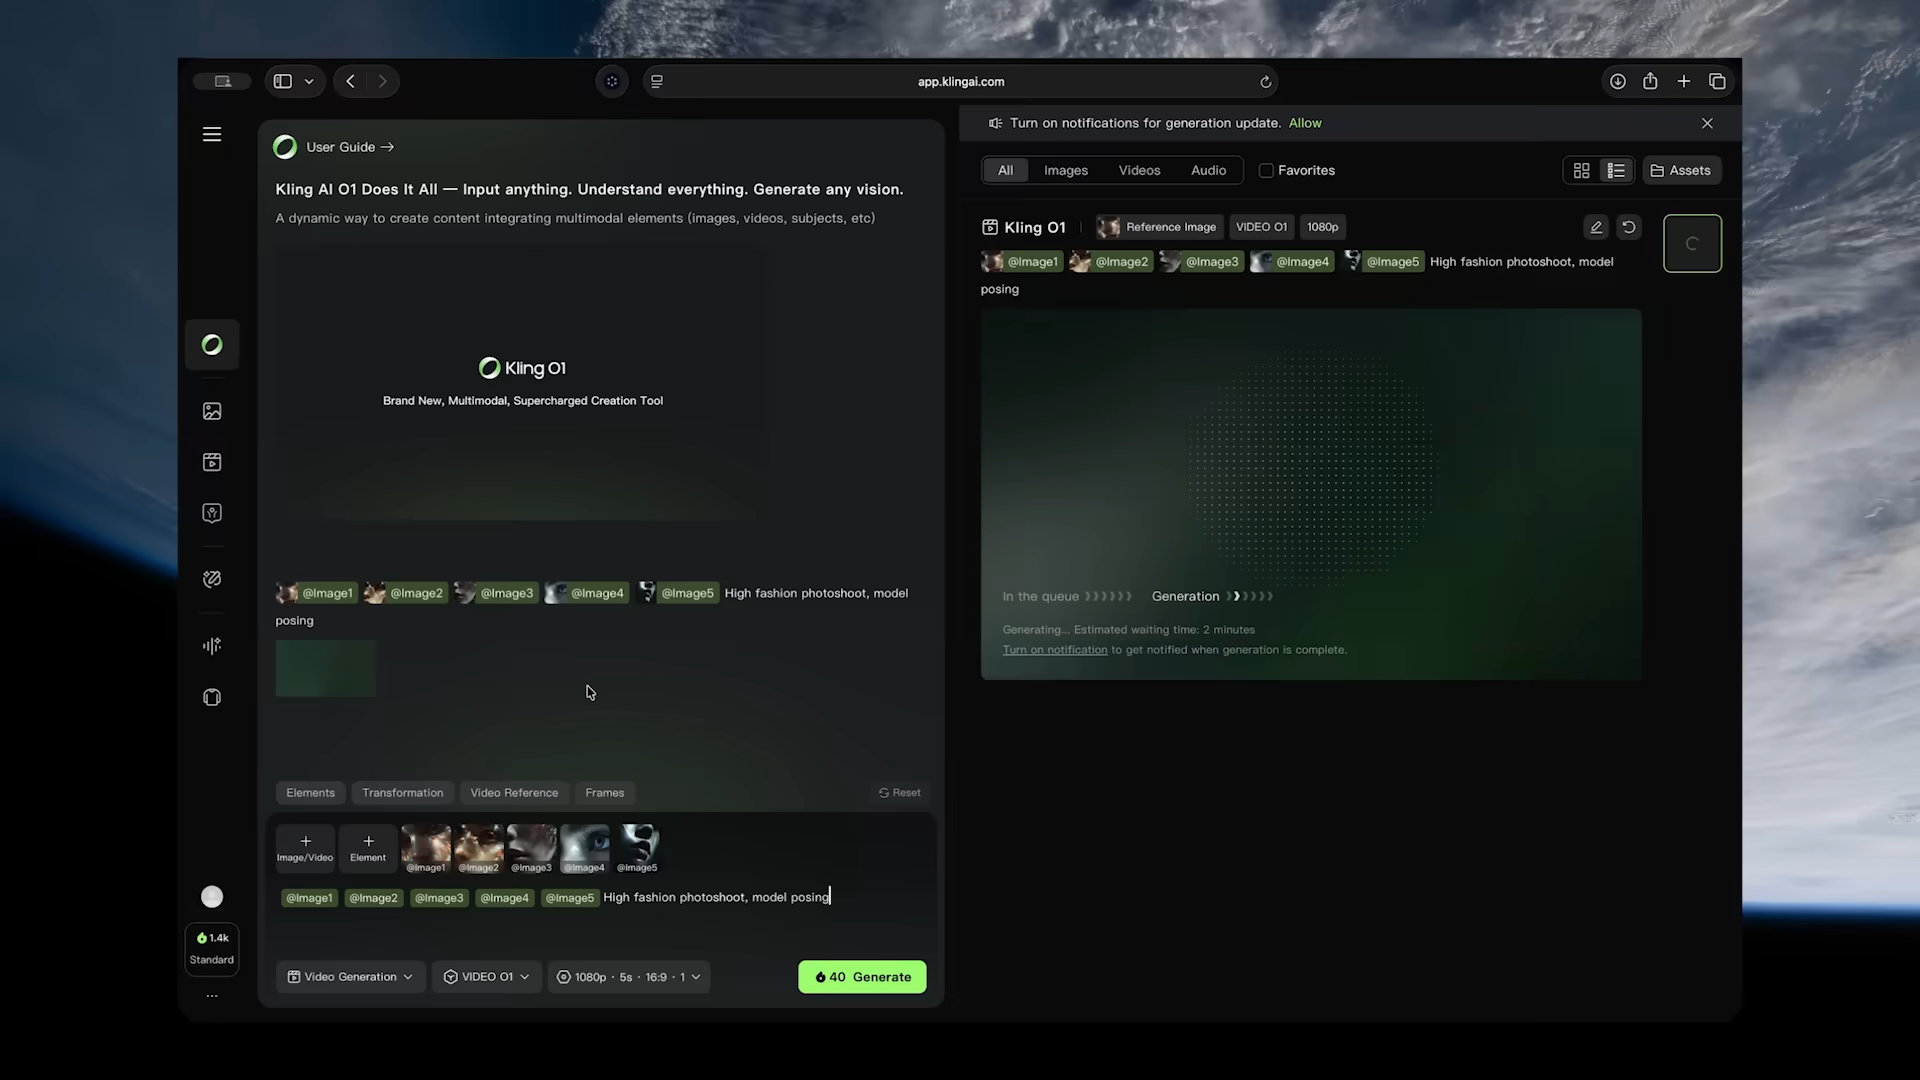 app.klingai.com
User Guide →
Kling AI O1 Does It All — Input anything. Understand everything. Generate any vision.
A dynamic way to create content integrating multimodal elements (images, videos, subjects, etc)
Kling O1
Brand New, Multimodal, Supercharged Creation Tool
@Image1 @Image2 @Image3 @Image4 @Image5 High fashion photoshoot, model
posing
Elements Transformation Video Reference Frames Reset
+ Image/Video + Element @Image1 @Image2 @Image3 @Image4 @Image5
@Image1 @Image2 @Image3 @Image4 @Image5 High fashion photoshoot, model posing
Video Generation VIDEO O1 1080p · 5s · 16:9 · 1 40 Generate
1.4k
Standard
...
Turn on notifications for generation update. Allow
All Images Videos Audio Favorites Assets
Kling O1 Reference Image VIDEO O1 1080p
@Image1 @Image2 @Image3 @Image4 @Image5 High fashion photoshoot, model
posing
In the queue Generation
Generating... Estimated waiting time: 2 minutes
Turn on notification to get notified when generation is complete.